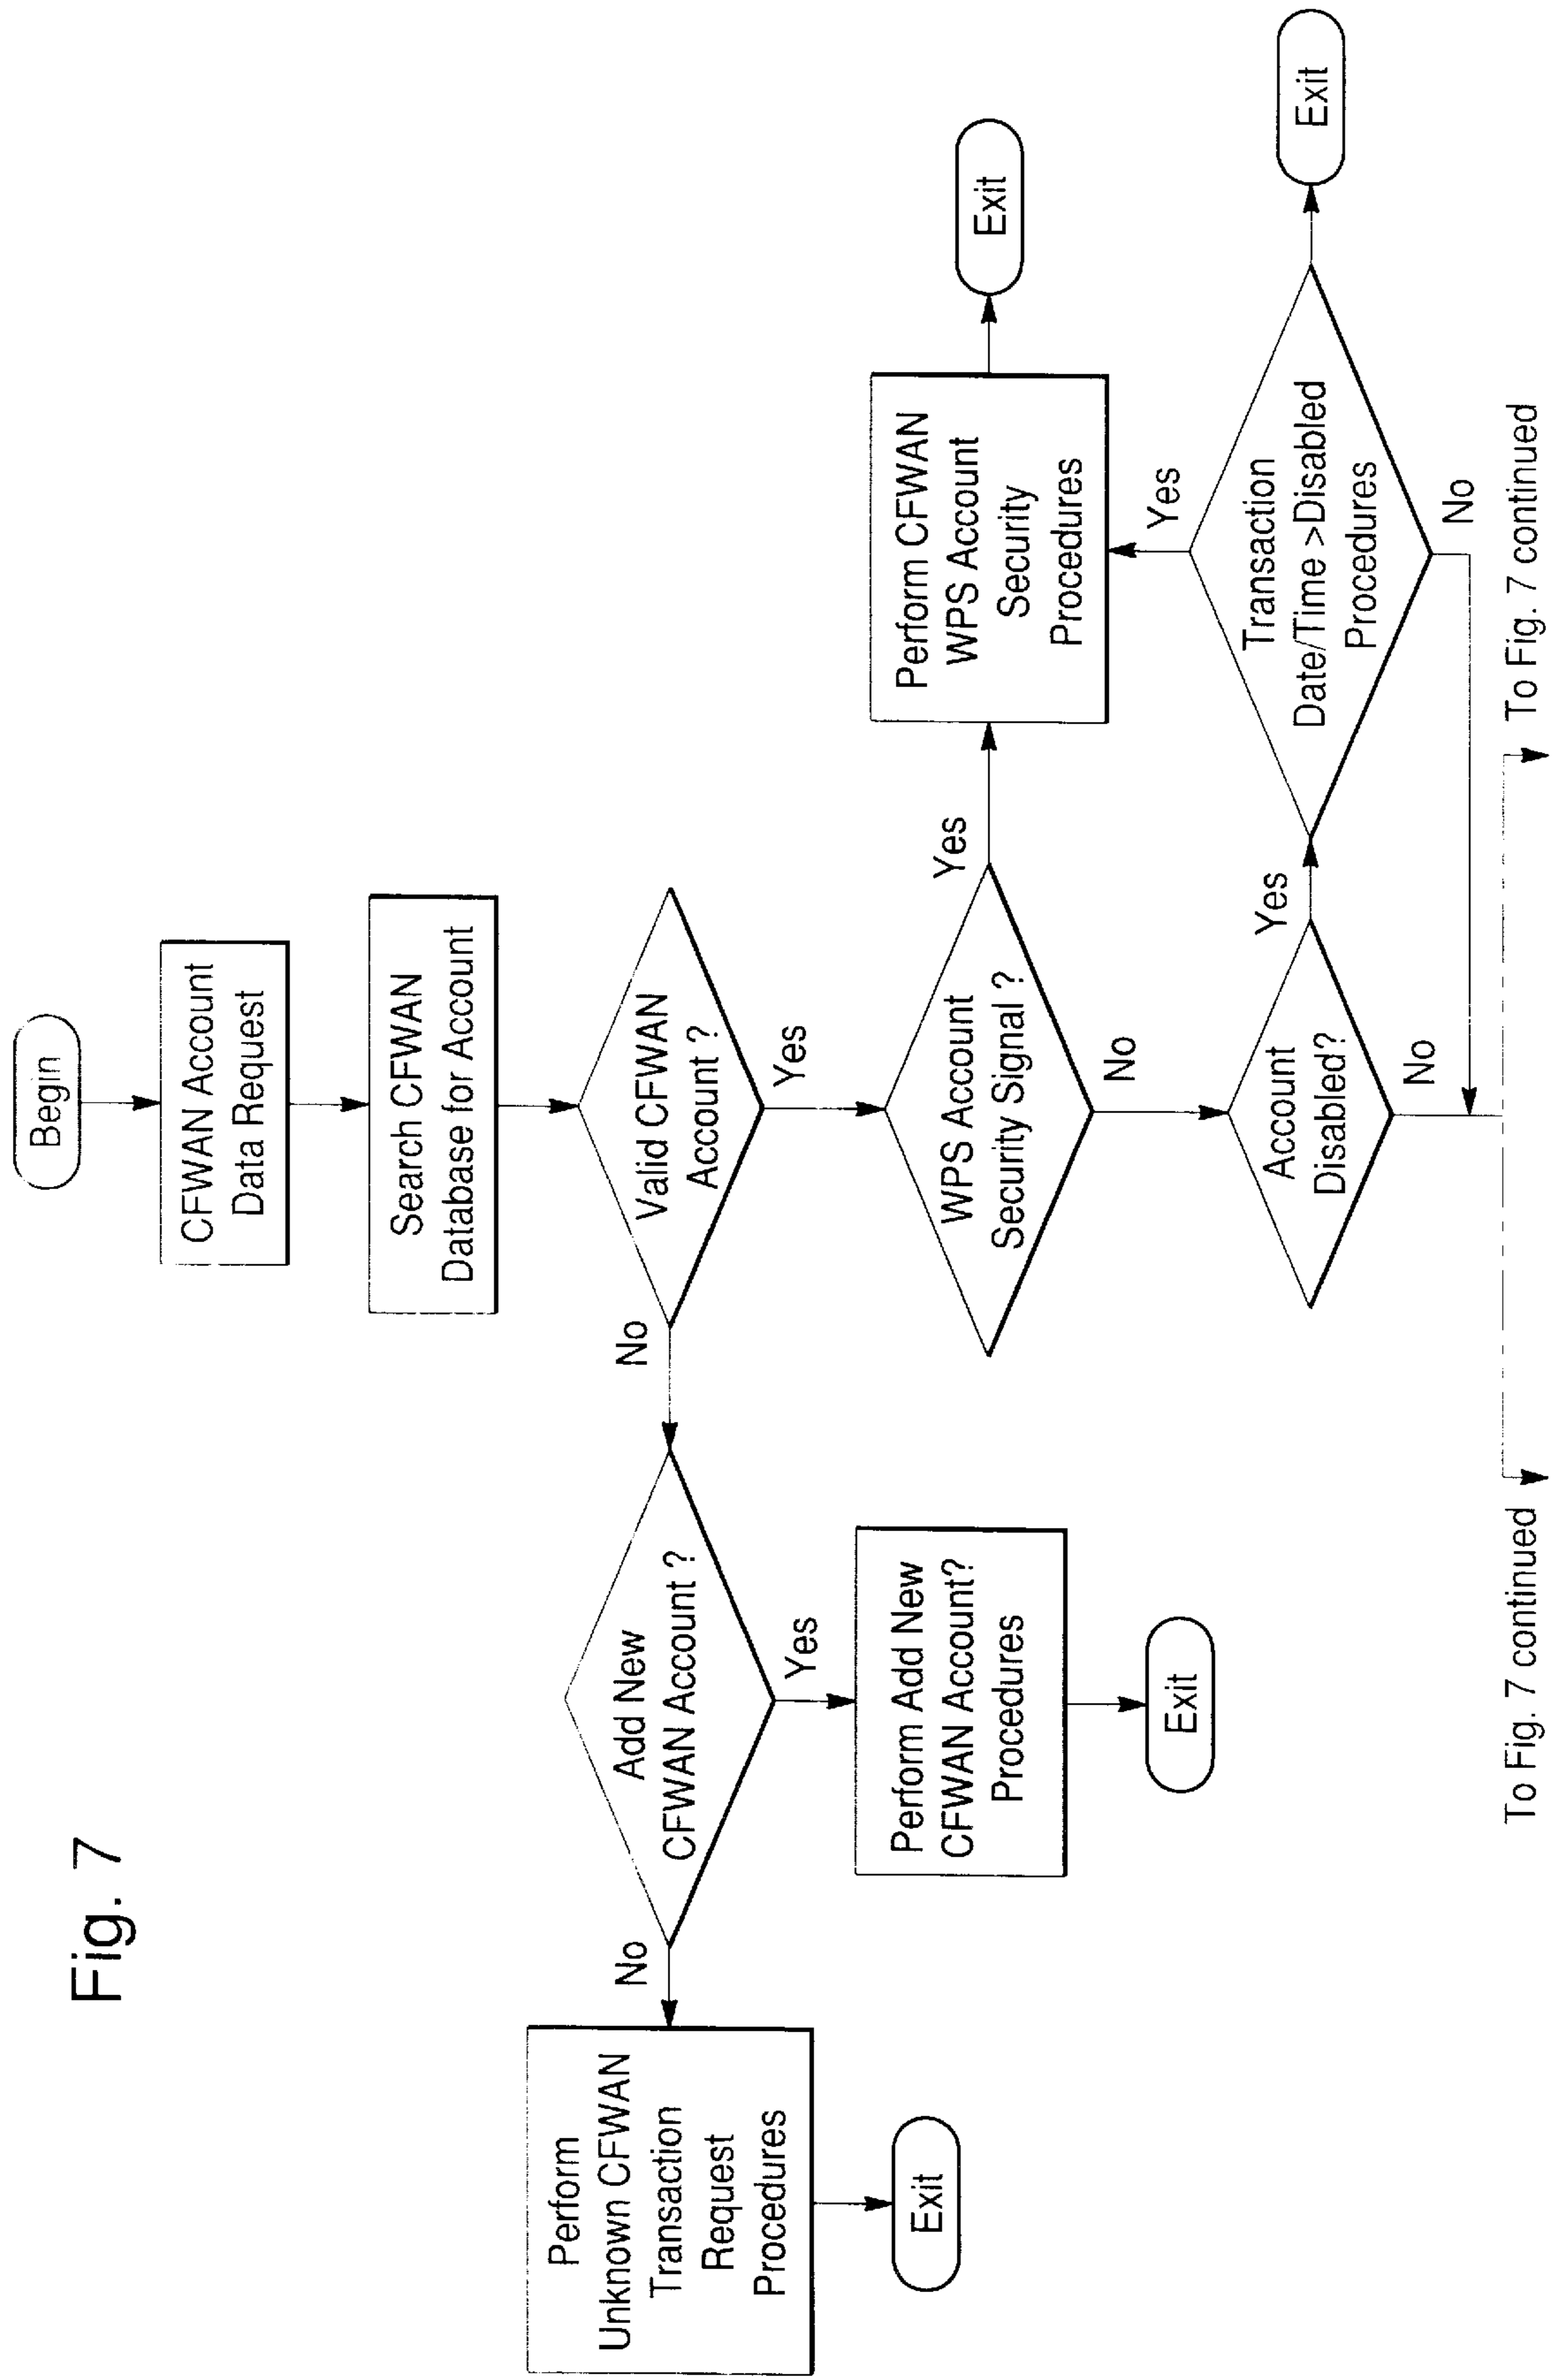 Fig. 7
Begin
CFWAN Account
Data Request
Search CFWAN
Database for Account
Valid CFWAN
Account ?
No
Yes
Add New
CFWAN Account ?
No
Yes
Perform
Unknown CFWAN
Transaction
Request
Procedures
Exit
Perform Add New
CFWAN Account?
Procedures
Exit
WPS Account
Security Signal ?
Yes
No
Perform CFWAN
WPS Account
Security
Procedures
Exit
Account
Disabled?
Yes
No
Transaction
Date/Time >Disabled
Procedures
Yes
No
Exit
To Fig. 7 continued
To Fig. 7 continued